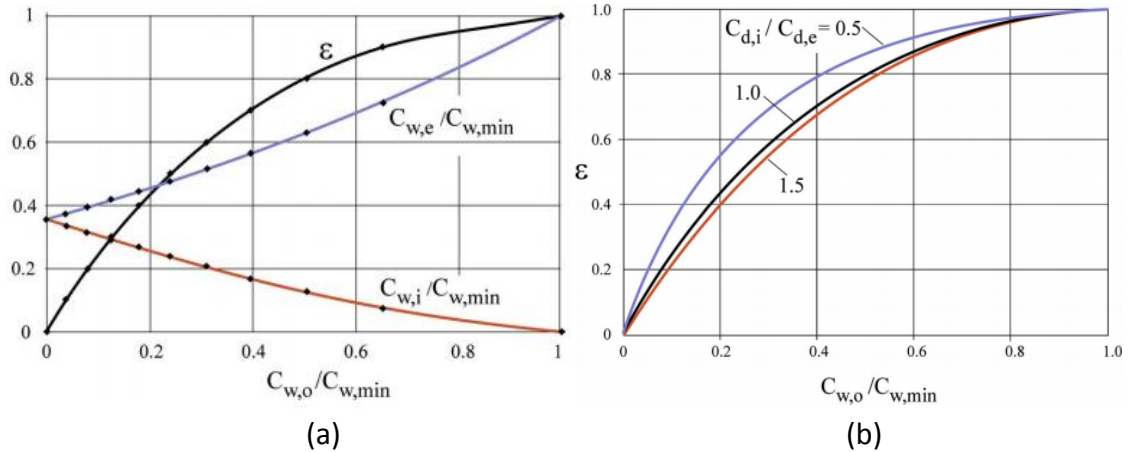 1
0.8
0.6
0.4
0.2
0
ε
C_w,e /C_w,min
C_w,i /C_w,min
0 0.2 0.4 0.6 0.8 1
C_w,o /C_w,min
(a)
1.0
0.8
0.6
0.4
0.2
0
ε
C_d,i / C_d,e = 0.5
1.0
1.5
0 0.2 0.4 0.6 0.8 1.0
C_w,o /C_w,min
(b)